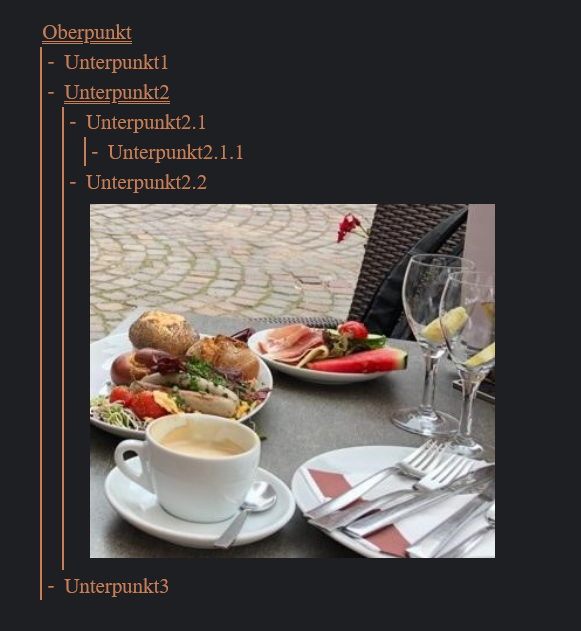 Oberpunkt
- Unterpunkt1
- Unterpunkt2
- Unterpunkt2.1
- Unterpunkt2.1.1
- Unterpunkt2.2
- Unterpunkt3